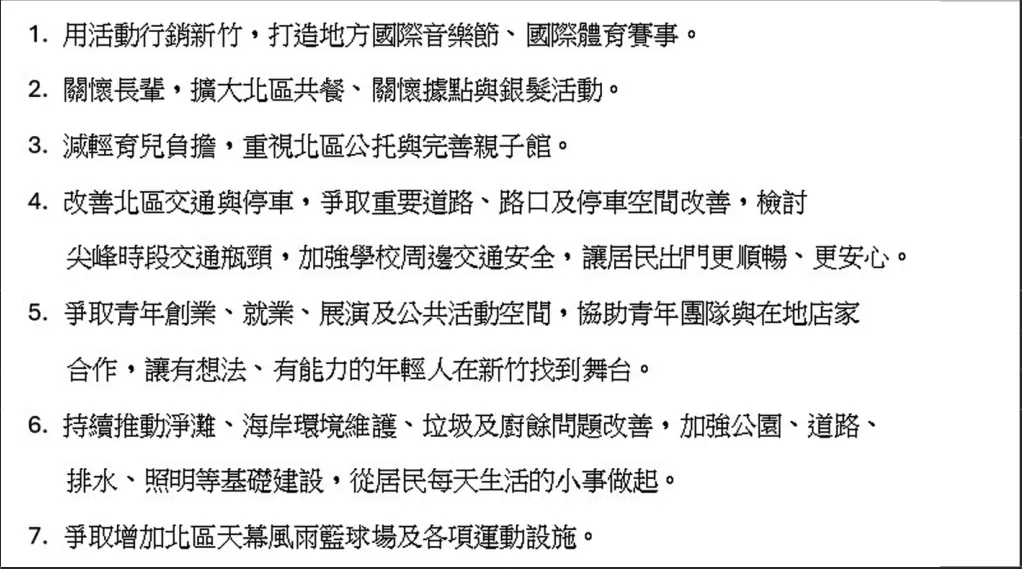 1. 用活動行銷新竹，打造地方國際音樂節、國際體育賽事。
2. 關懷長輩，擴大北區共餐、關懷據點與銀髮活動。
3. 減輕育兒負擔，重視北區公托與完善親子館。
4. 改善北區交通與停車，爭取重要道路、路口及停車空間改善，檢討
尖峰時段交通瓶頸，加強學校周邊交通安全，讓居民出門更順暢、更安心。
5. 爭取青年創業、就業、展演及公共活動空間，協助青年團隊與在地店家
合作，讓有想法、有能力的年輕人在新竹找到舞台。
6. 持續推動淨灘、海岸環境維護、垃圾及廚餘問題改善，加強公園、道路、
排水、照明等基礎建設，從居民每天生活的小事做起。
7. 爭取增加北區天幕風雨籃球場及各項運動設施。